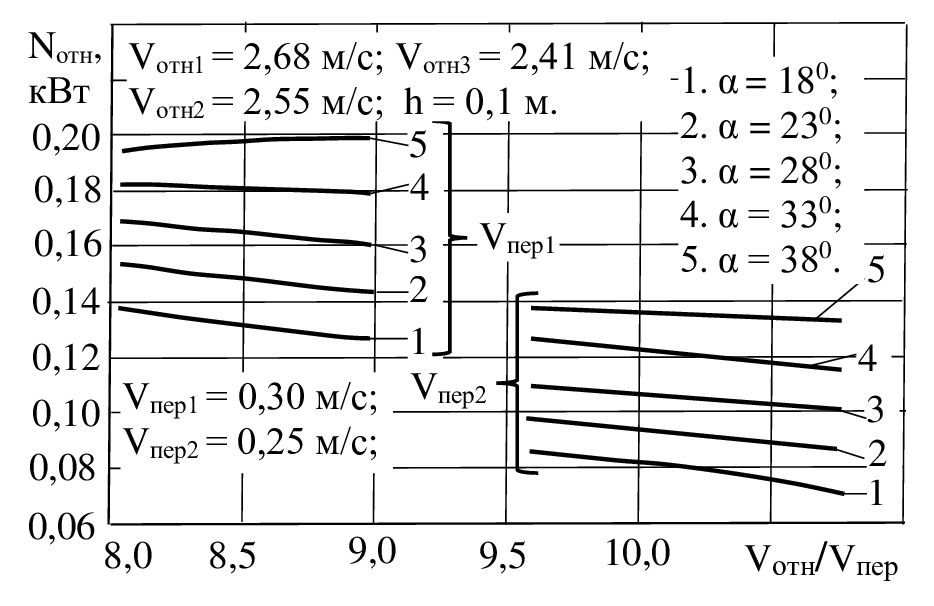 Nотн,
кВт
Vотн1 = 2,68 м/с; Vотн3 = 2,41 м/с;
Vотн2 = 2,55 м/с; h = 0,1 м.
1. α = 18⁰;
2. α = 23⁰;
3. α = 28⁰;
4. α = 33⁰;
5. α = 38⁰.
0,20
0,18
0,16
0,14
0,12
0,10
0,08
0,06
5
4
3
2
1
Vпер1
5
4
3
2
1
Vпер2
Vпер1 = 0,30 м/с;
Vпер2 = 0,25 м/с;
8,0 8,5 9,0 9,5 10,0 Vотн/Vпер